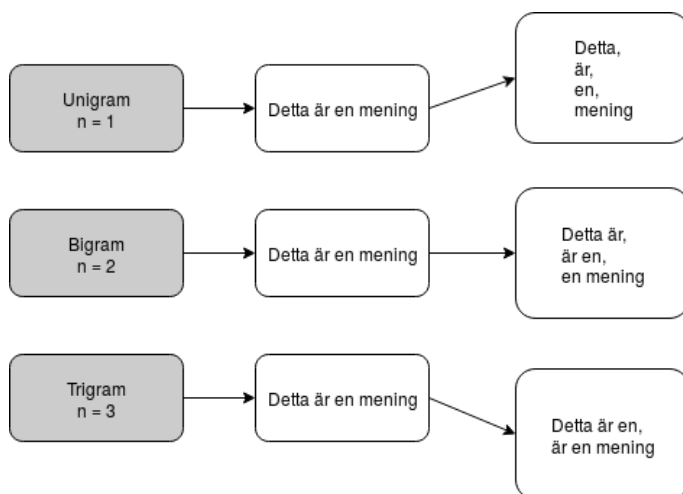 Unigram
n = 1
Detta är en mening
Detta,
är,
en,
mening
Bigram
n = 2
Detta är en mening
Detta är,
är en,
en mening
Trigram
n = 3
Detta är en mening
Detta är en,
är en mening